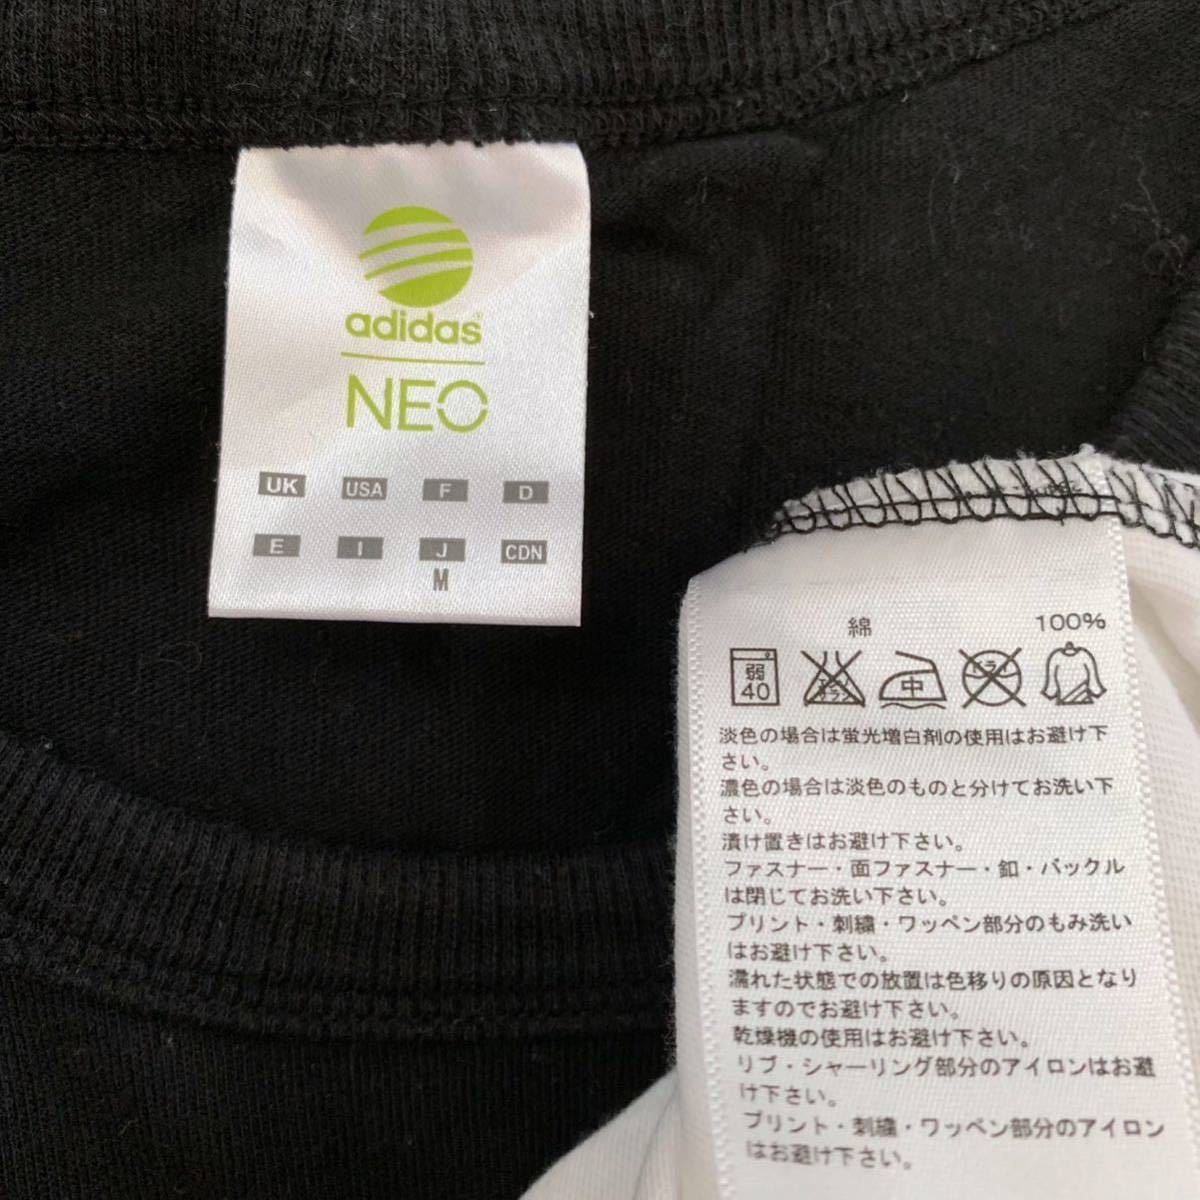 adidas
NEO
UK USA F D
E I J CDN
M
綿 100%
弱 40 エンソサラシ 中 ドライ
淡色の場合は蛍光増白剤の使用はお避け下
さい。
濃色の場合は淡色のものと分けてお洗い下
さい。
漬け置きはお避け下さい。
ファスナー・面ファスナー・釦・バックル
は閉じてお洗い下さい。
プリント・刺繍・ワッペン部分のもみ洗い
はお避け下さい。
濡れた状態での放置は色移りの原因となり
ますのでお避け下さい。
乾燥機の使用はお避け下さい。
リブ・シャーリング部分のアイロンはお避
け下さい。
プリント・刺繍・ワッペン部分のアイロン
はお避け下さい。